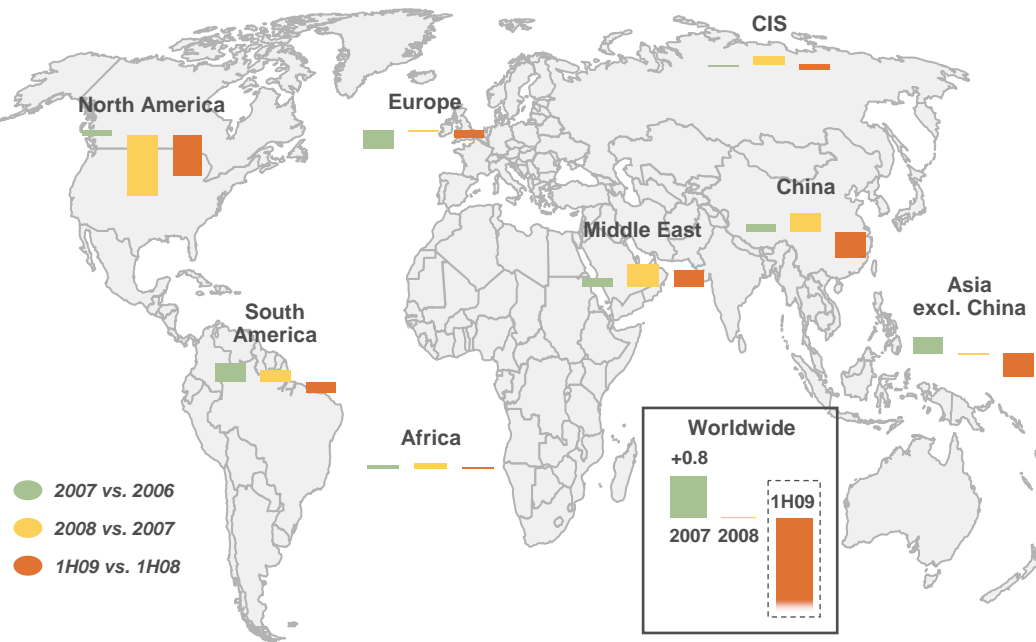 CIS
North America
Europe
China
Middle East
Asia
excl. China
South
America
Africa
Worldwide
+0.8
1H09
2007
2008
2007 vs. 2006
2008 vs. 2007
1H09 vs. 1H08